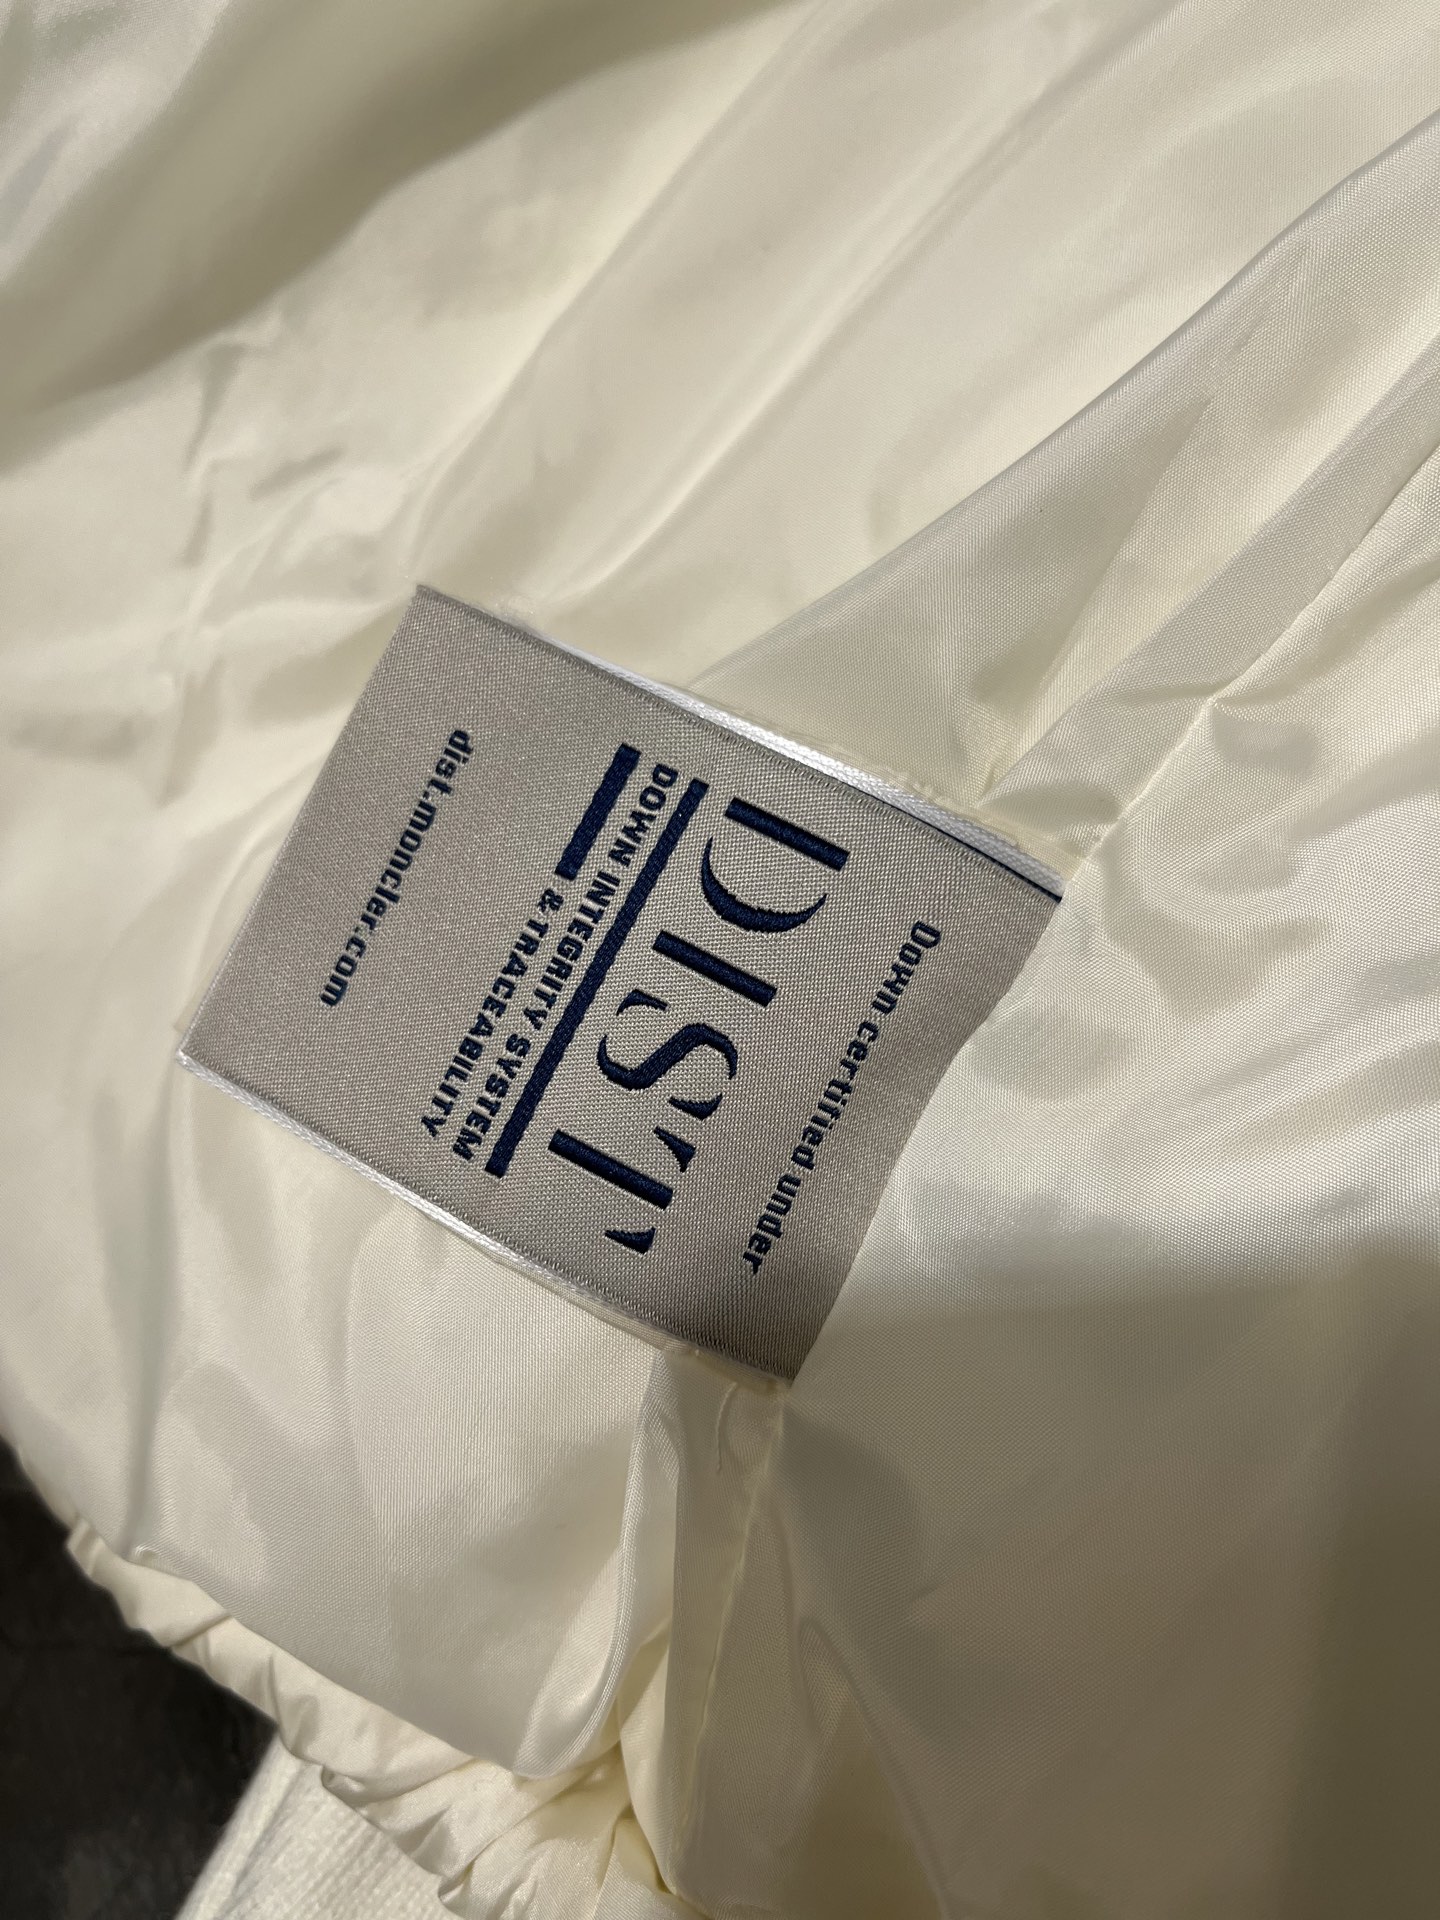 Down certified under
DIST
DOWN INTEGRITY SYSTEM
& TRACEABILITY
dist.moncler.com